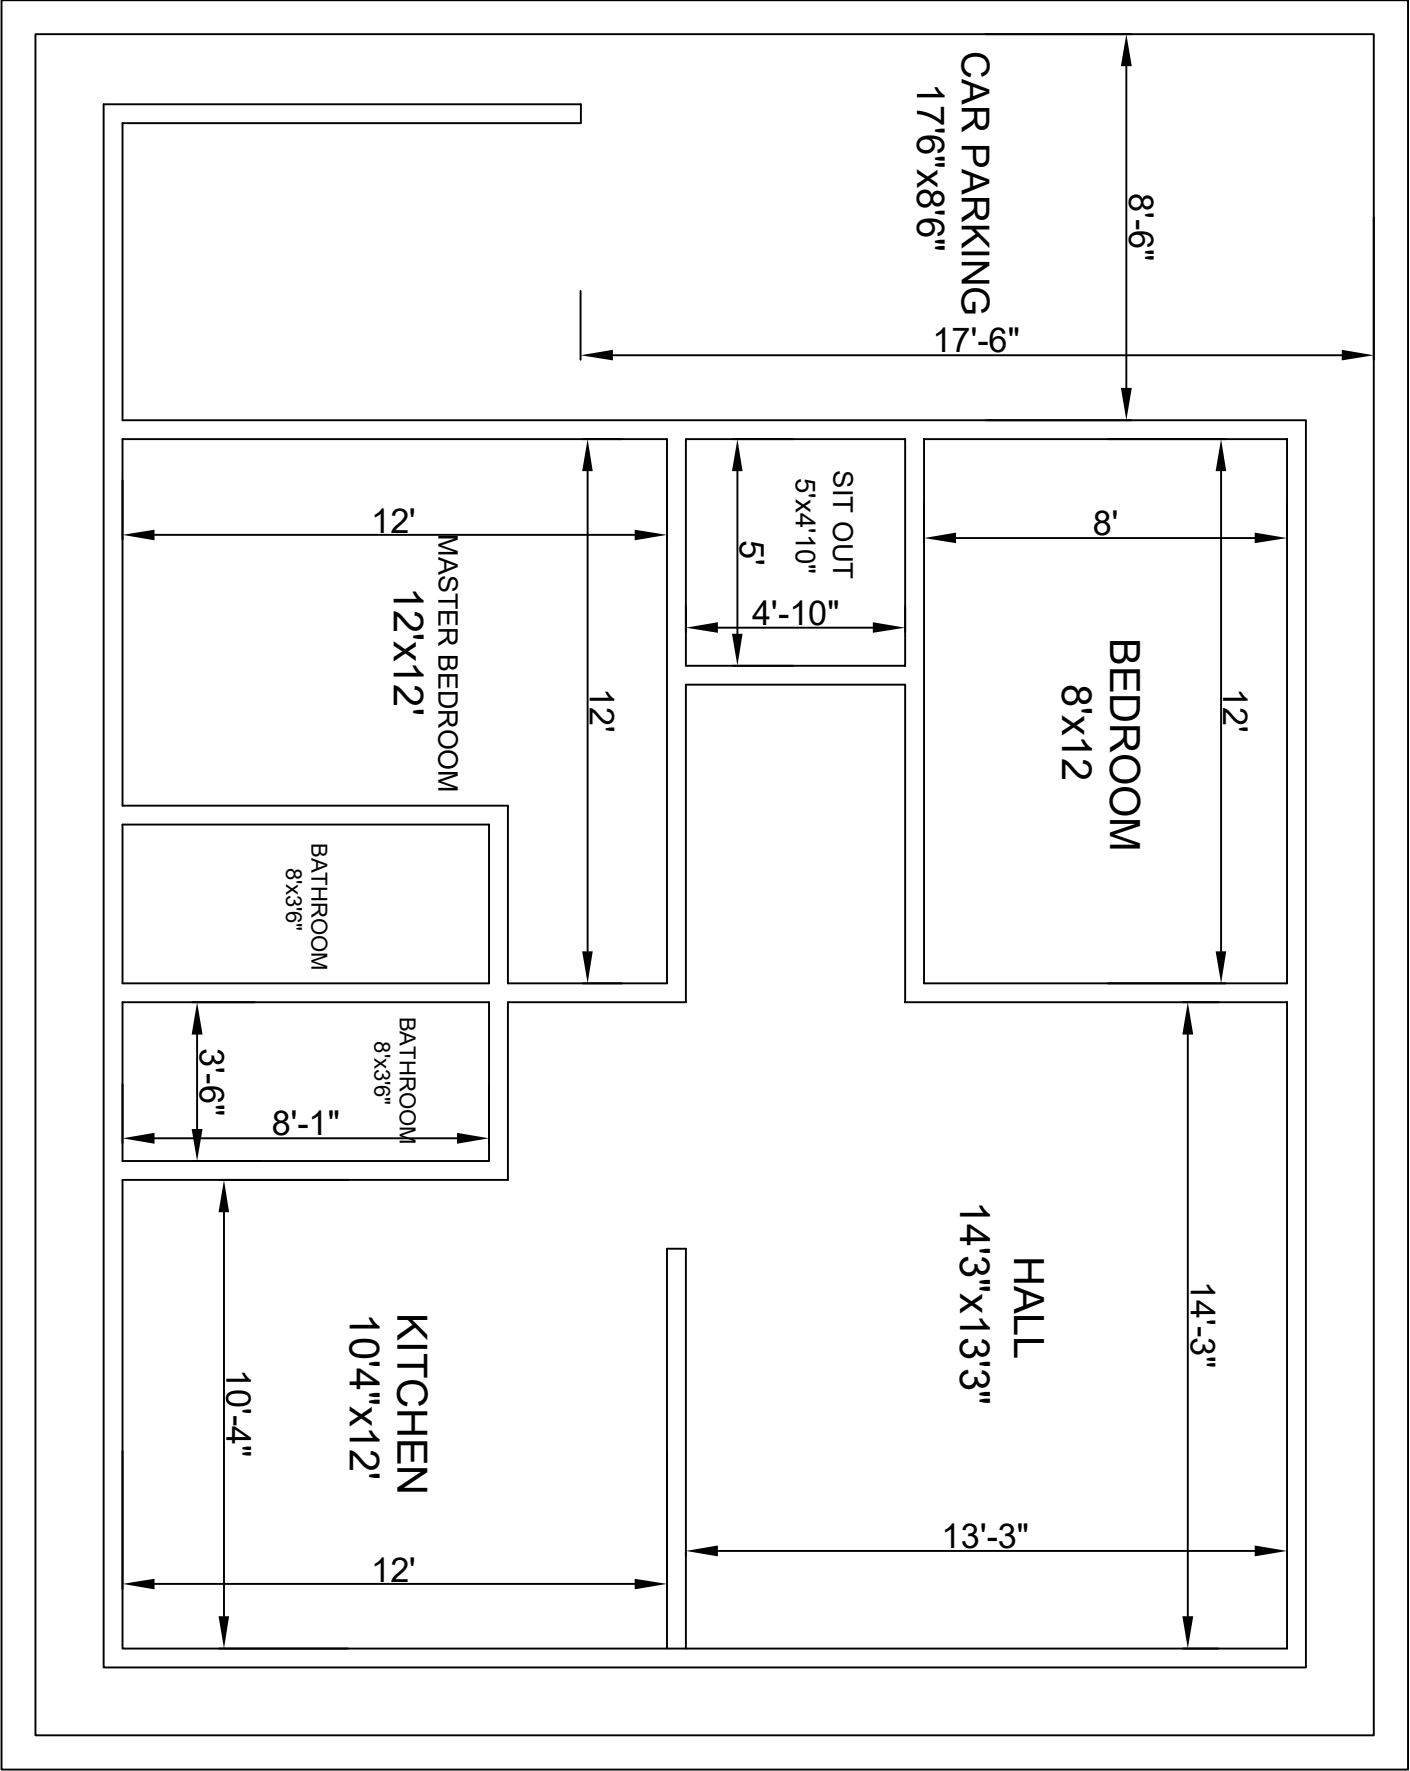 CAR PARKING
17'6"x8'6"
8'-6"
17'-6"
SIT OUT
5'x4'10"
5'
4'-10"
8'
BEDROOM
8'x12
12'
12'
MASTER BEDROOM
12'x12'
12'
BATHROOM
8'x3'6"
BATHROOM
8'x3'6"
3'-6"
8'-1"
HALL
14'3"x13'3"
14'-3"
13'-3"
KITCHEN
10'4"x12'
10'-4"
12'